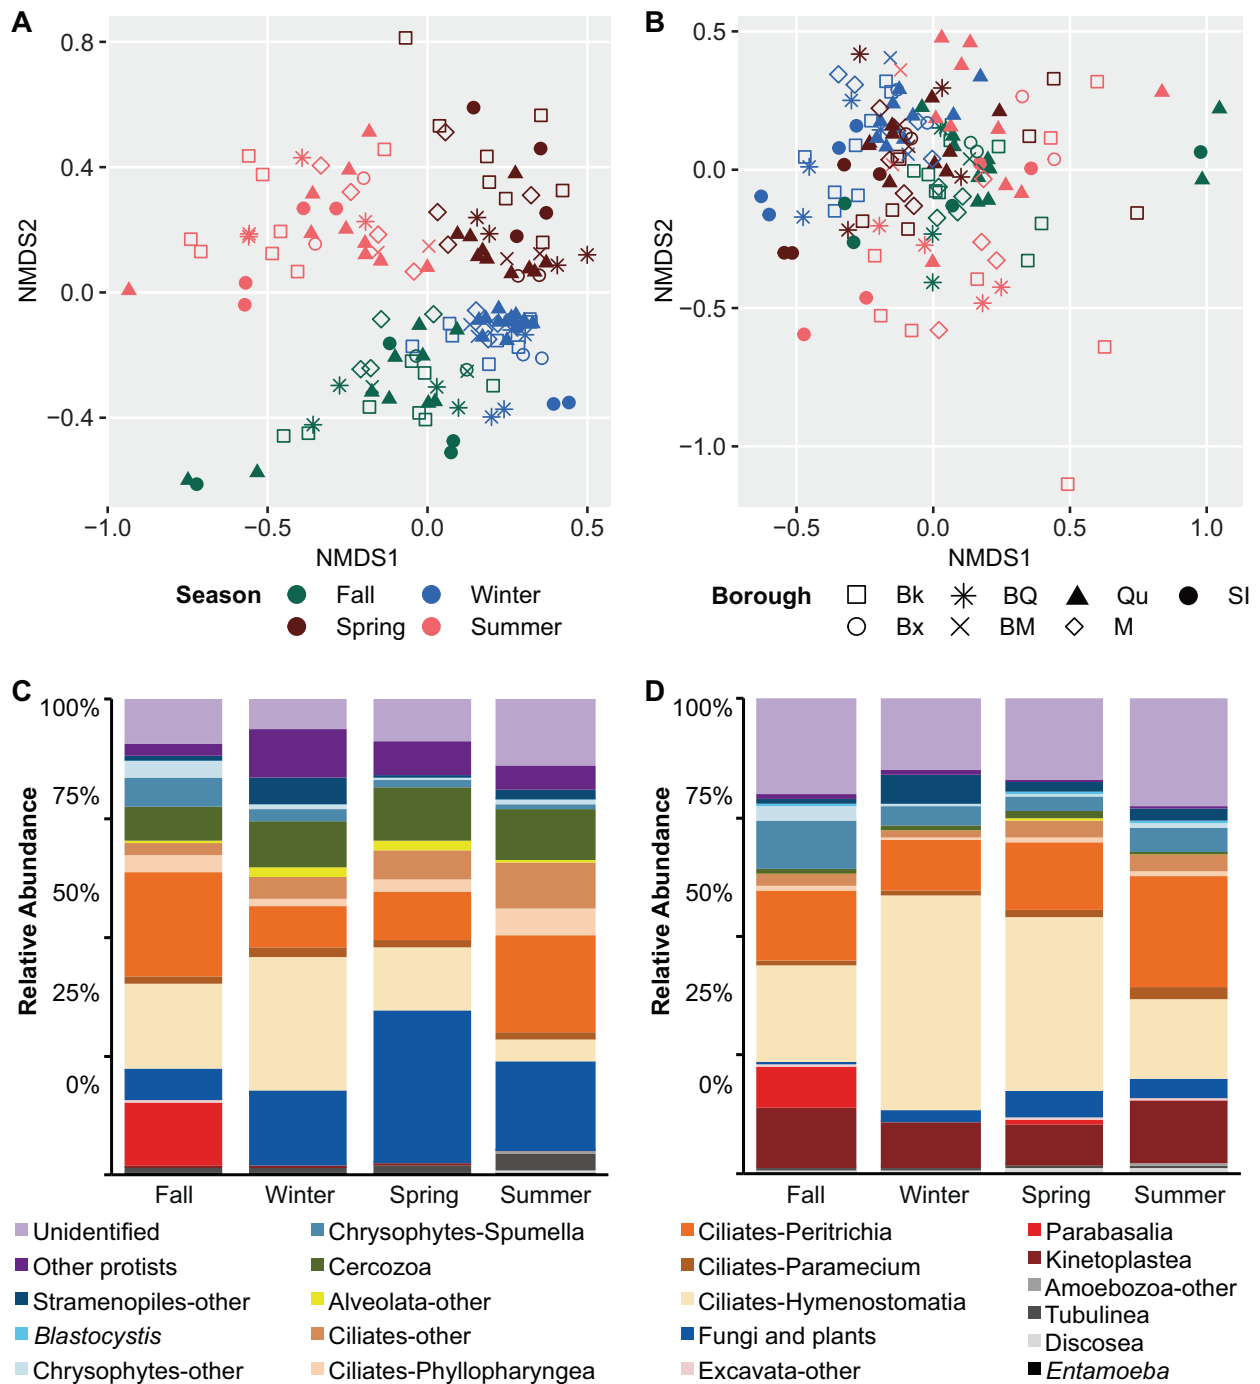 A
B
0.8
0.4
0.0
−0.4
NMDS2
−1.0
−0.5
0.0
0.5
NMDS1
0.5
0.0
−0.5
−1.0
NMDS2
−0.5
0.0
0.5
1.0
NMDS1
Season
Fall
Winter
Spring
Summer
Borough
Bk
BQ
Qu
SI
Bx
BM
M
C
D
100%
75%
50%
25%
0%
Relative Abundance
Fall
Winter
Spring
Summer
100%
75%
50%
25%
0%
Relative Abundance
Fall
Winter
Spring
Summer
Unidentified
Other protists
Stramenopiles-other
Blastocystis
Chrysophytes-other
Chrysophytes-Spumella
Cercozoa
Alveolata-other
Ciliates-other
Ciliates-Phyllopharyngea
Ciliates-Peritrichia
Ciliates-Paramecium
Ciliates-Hymenostomatia
Fungi and plants
Excavata-other
Parabasalia
Kinetoplastea
Amoebozoa-other
Tubulinea
Discosea
Entamoeba